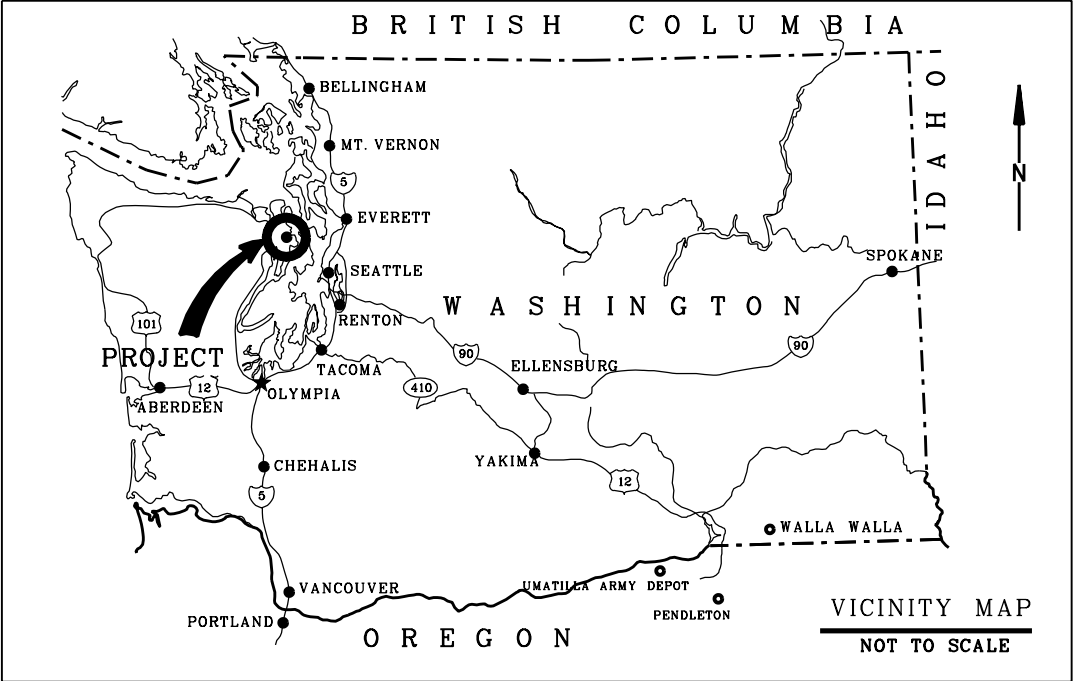 BRITISH COLUMBIA
BELLINGHAM
IDAHO
MT. VERNON
N
5
EVERETT
SPOKANE
SEATTLE
WASHINGTON
RENTON
101
90
90
PROJECT
TACOMA
ELLENSBURG
12
410
OLYMPIA
ABERDEEN
YAKIMA
CHEHALIS
12
5
WALLA WALLA
VANCOUVER
UMATILLA ARMY DEPOT
PENDLETON
VICINITY MAP
PORTLAND
OREGON
NOT TO SCALE